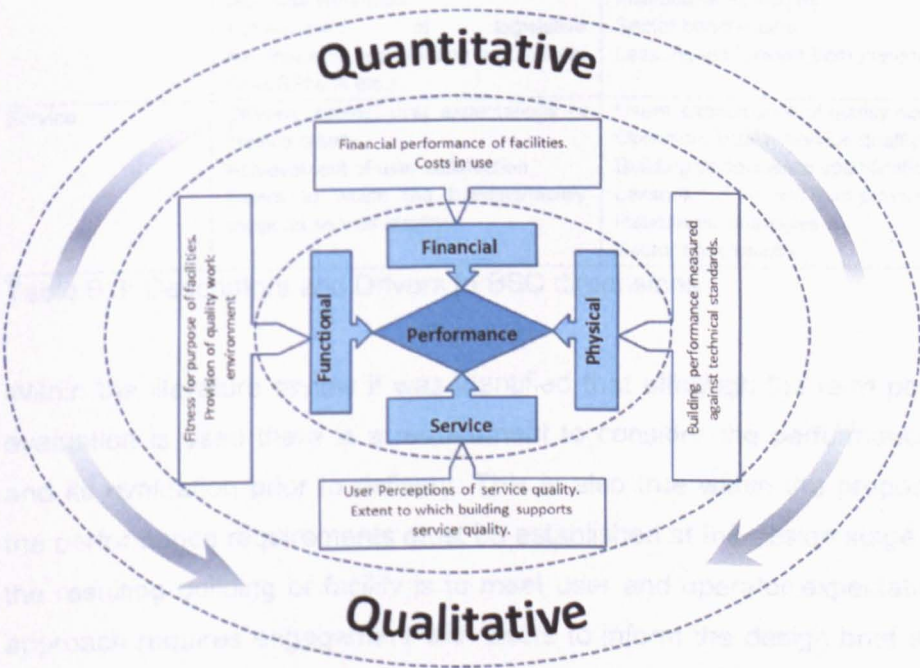 Quantitative
Financial performance of facilities.
Costs in use
Financial
Fitness for purpose of facilities.
Provision of quality work
environment
Functional
Performance
Physical
Building performance measured
against technical standards.
Service
User Perceptions of service quality.
Extent to which building supports
service quality.
Qualitative